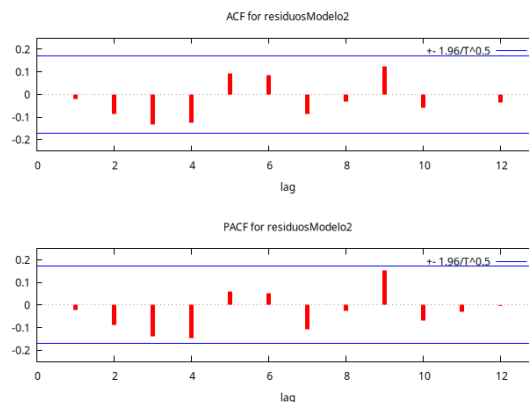 ACF for residuosModelo2
+- 1.96/T^0.5
0.2
0.1
0
-0.1
-0.2
0 2 4 6 8 10 12
lag
PACF for residuosModelo2
+- 1.96/T^0.5
0.2
0.1
0
-0.1
-0.2
0 2 4 6 8 10 12
lag